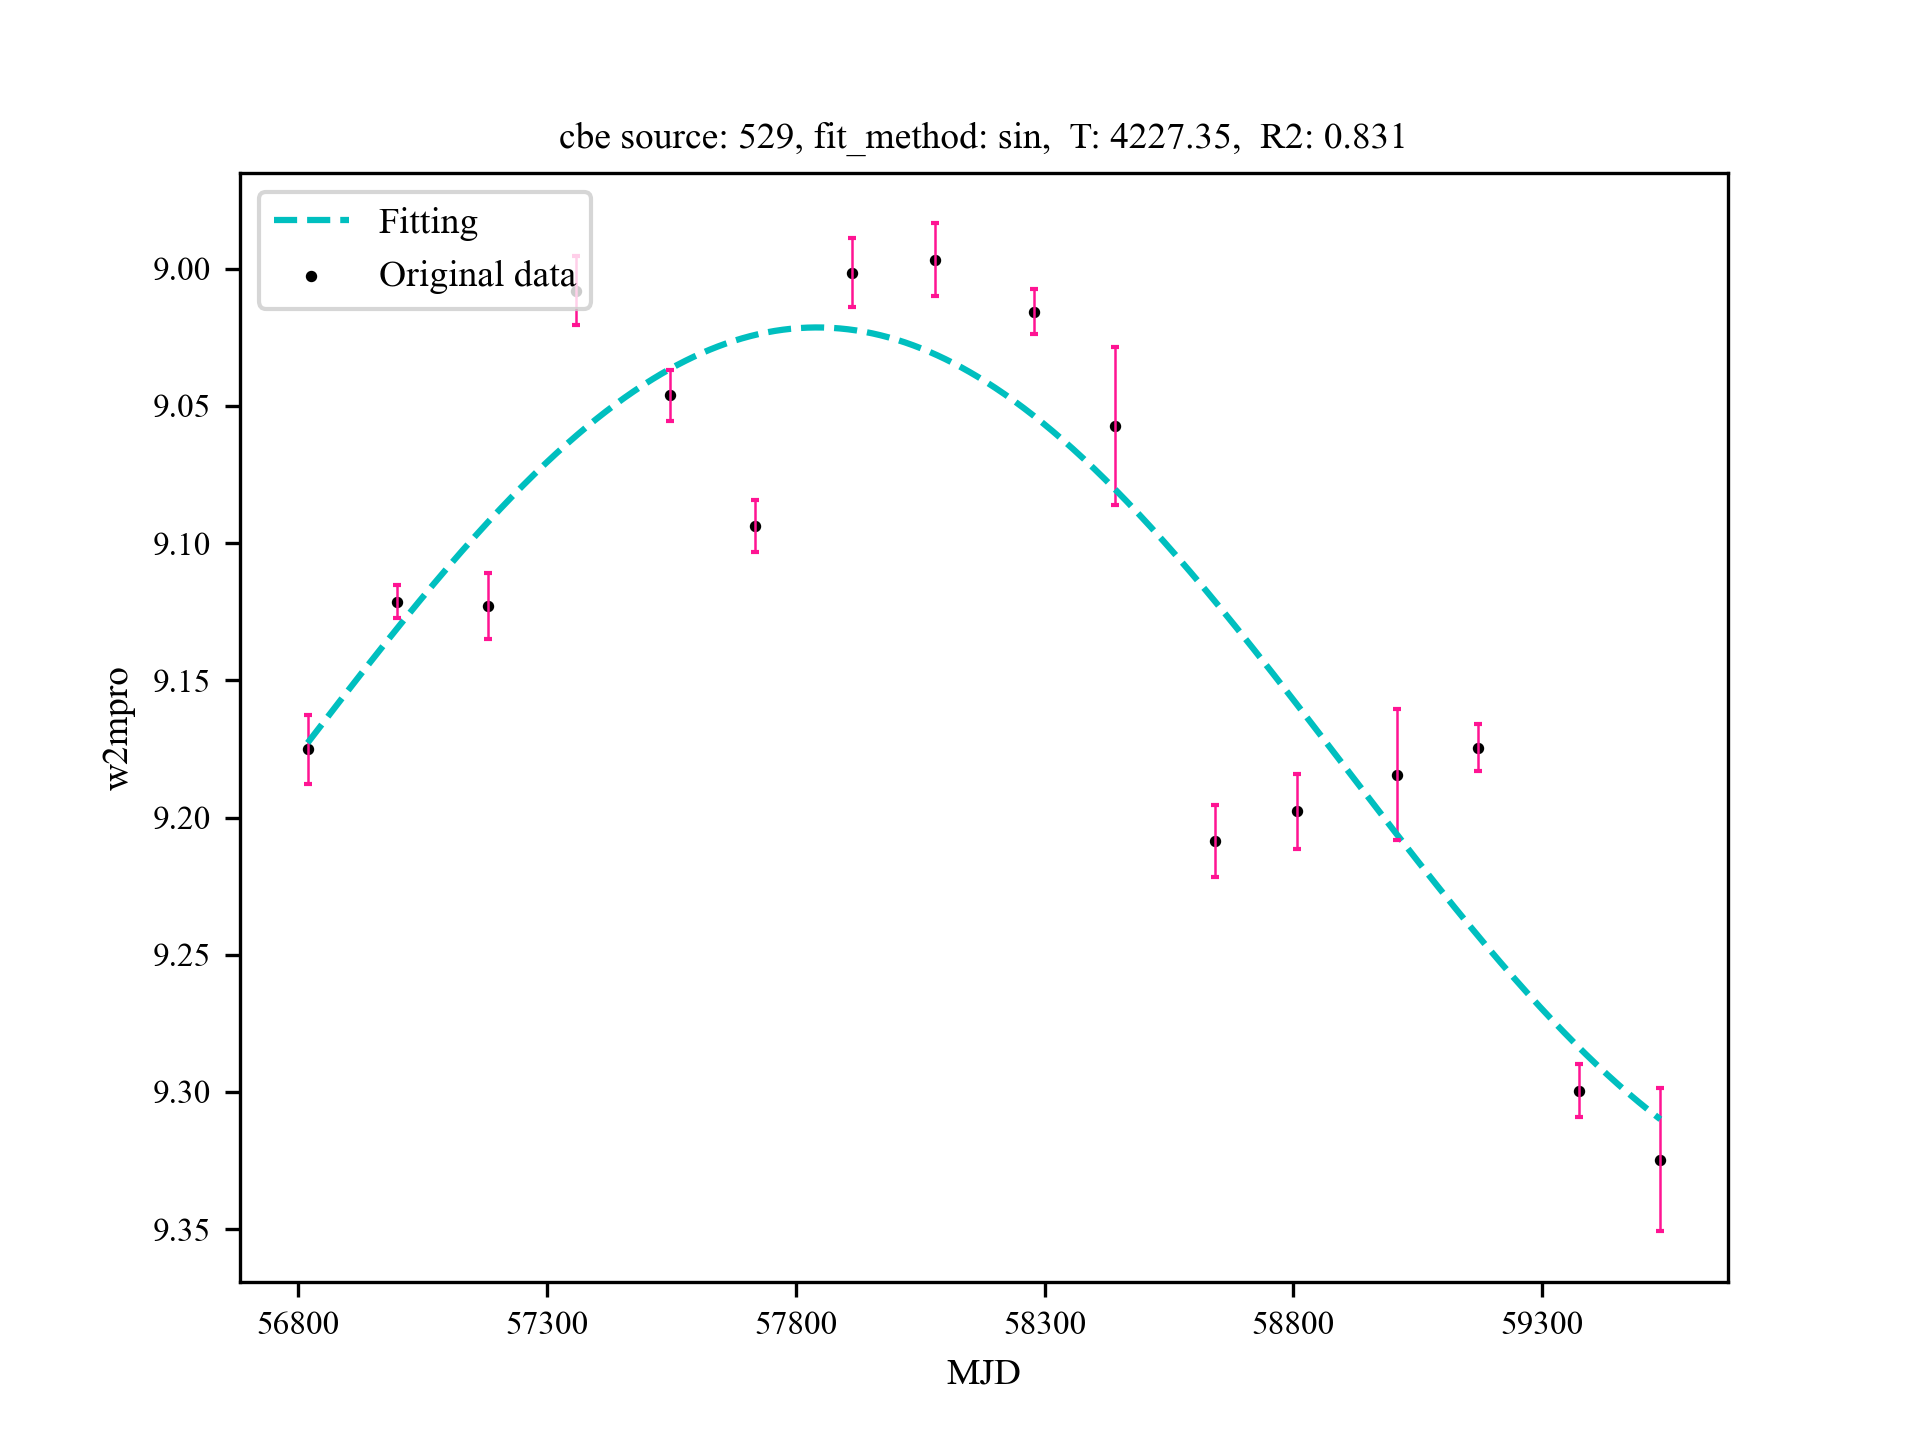 cbe source: 529, fit_method: sin,  T: 4227.35,  R2: 0.831
Fitting
Original data
9.00
9.05
9.10
9.15
9.20
9.25
9.30
9.35
w2mpro
56800 57300 57800 58300 58800 59300
MJD